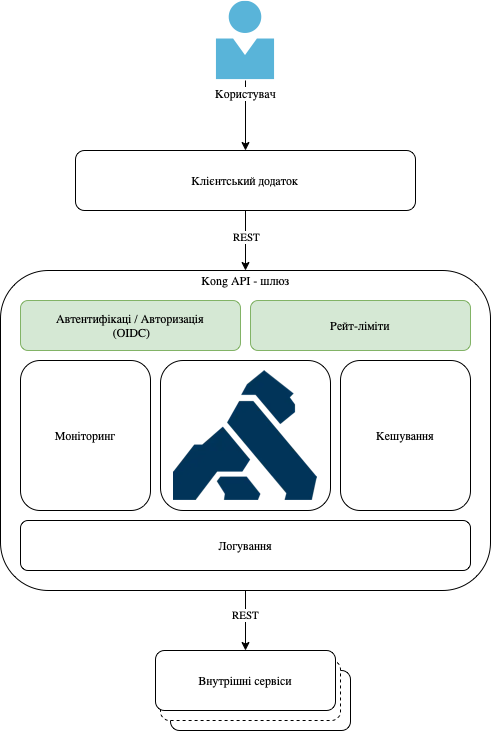 Користувач
Клієнтський додаток
REST
Kong API - шлюз
Автентифікаці / Авторизація
(OIDC)
Рейт-ліміти
Моніторинг
Кешування
Логування
REST
Внутрішні сервіси